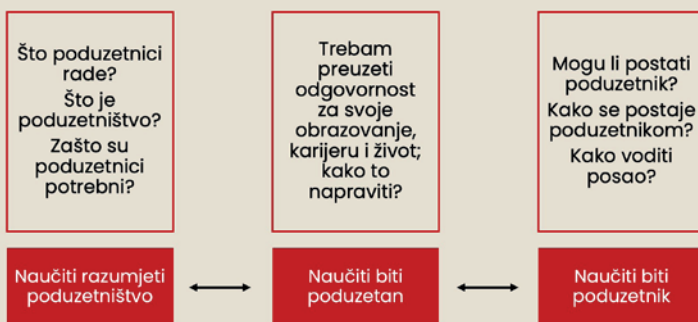 Što poduzetnici
rade?
Što je
poduzetništvo?
Zašto su
poduzetnici
potrebni?
Trebam
preuzeti
odgovornost
za svoje
obrazovanje,
karijeru i život;
kako to
napraviti?
Mogu li postati
poduzetnik?
Kako se postaje
poduzetnikom?
Kako voditi
posao?
Naučiti razumjeti
poduzetništvo
Naučiti biti
poduzetan
Naučiti biti
poduzetnik